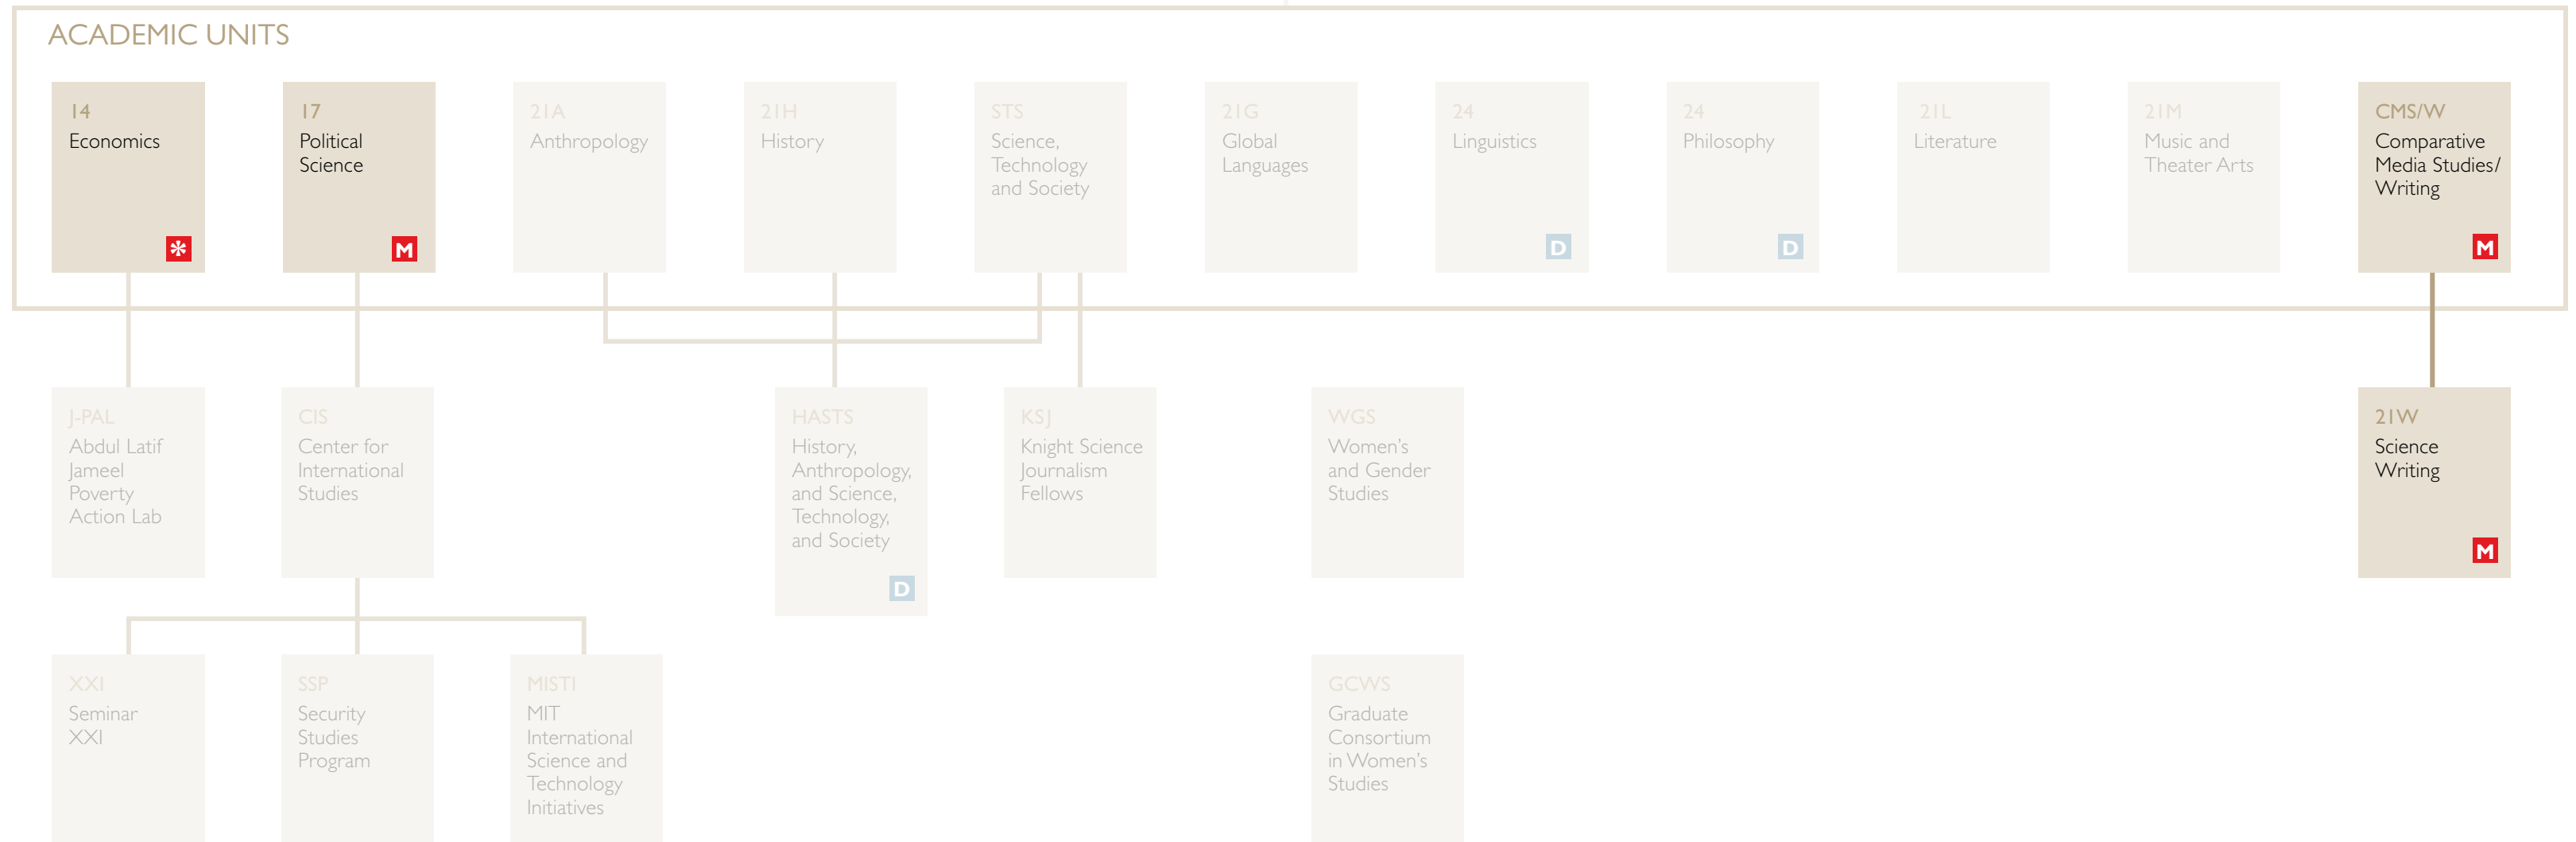 ACADEMIC UNITS
14
Economics
*
17
Political
Science
M
21A
Anthropology
21H
History
STS
Science,
Technology
and Society
21G
Global
Languages
24
Linguistics
D
24
Philosophy
D
21L
Literature
21M
Music and
Theater Arts
CMS/W
Comparative
Media Studies/
Writing
M
J-PAL
Abdul Latif
Jameel
Poverty
Action Lab
CIS
Center for
International
Studies
HASTS
History,
Anthropology,
and Science,
Technology,
and Society
D
KSJ
Knight Science
Journalism
Fellows
WGS
Women's
and Gender
Studies
21W
Science
Writing
M
XXI
Seminar
XXI
SSP
Security
Studies
Program
MISTI
MIT
International
Science and
Technology
Initiatives
GCWS
Graduate
Consortium
in Women's
Studies